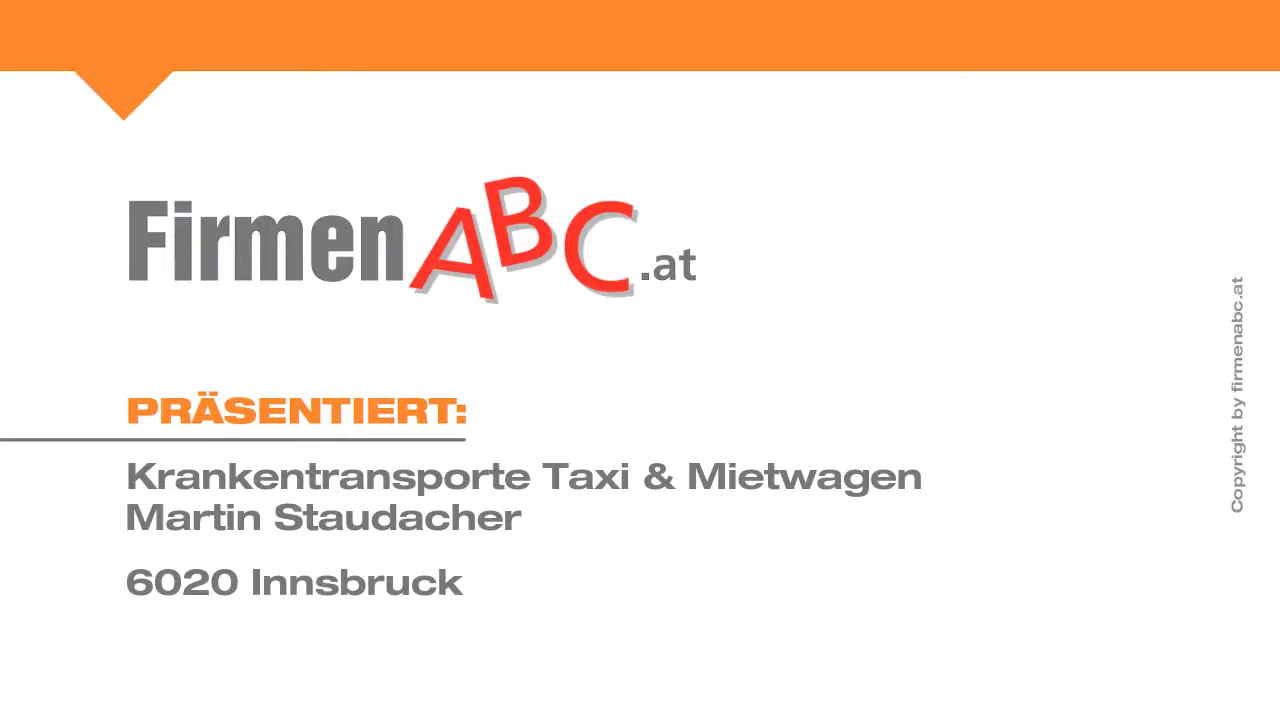 FirmenABC.at
PRÄSENTIERT:
Krankentransporte Taxi & Mietwagen
Martin Staudacher
6020 Innsbruck
Copyright by firmenabc.at